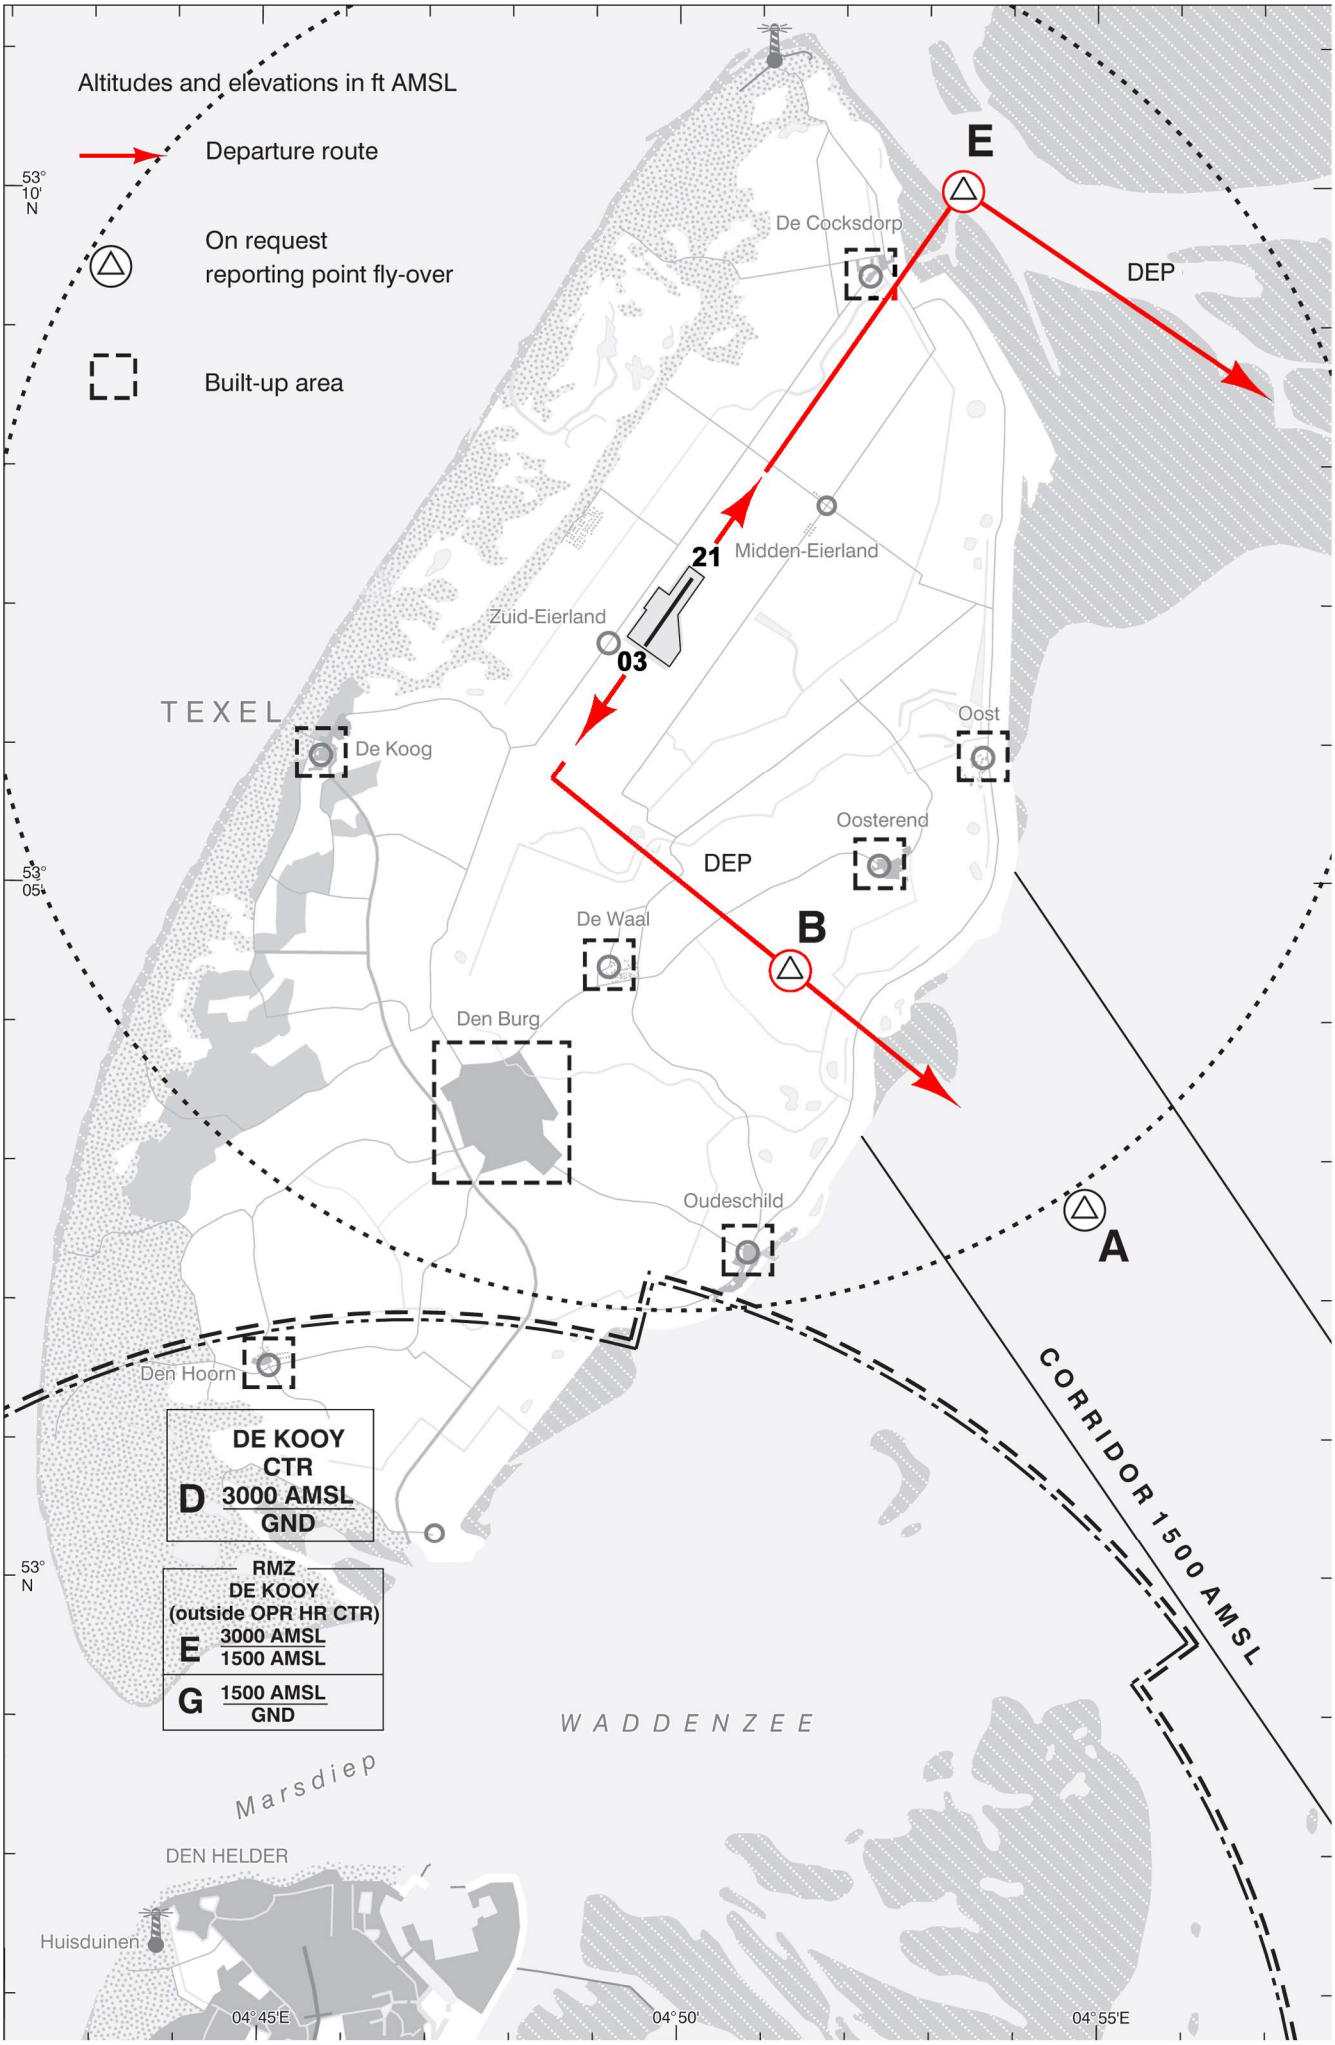 Altitudes and elevations in ft AMSL
Departure route
On request
reporting point fly-over
Built-up area
53°
10'
N
E
De Cocksdorp
DEP
21
Midden-Eierland
Zuid-Eierland
03
TEXEL
De Koog
Oost
Oosterend
53°
05'
DEP
De Waal
B
Den Burg
Oudeschild
A
Den Hoorn
DE KOOY
CTR
D 3000 AMSL
GND
CORRIDOR 1500 AMSL
53°
N
RMZ
DE KOOY
(outside OPR HR CTR)
E 3000 AMSL
1500 AMSL
G 1500 AMSL
GND
WADDENZEE
Marsdiep
DEN HELDER
Huisduinen
04°45'E
04°50'
04°55'E